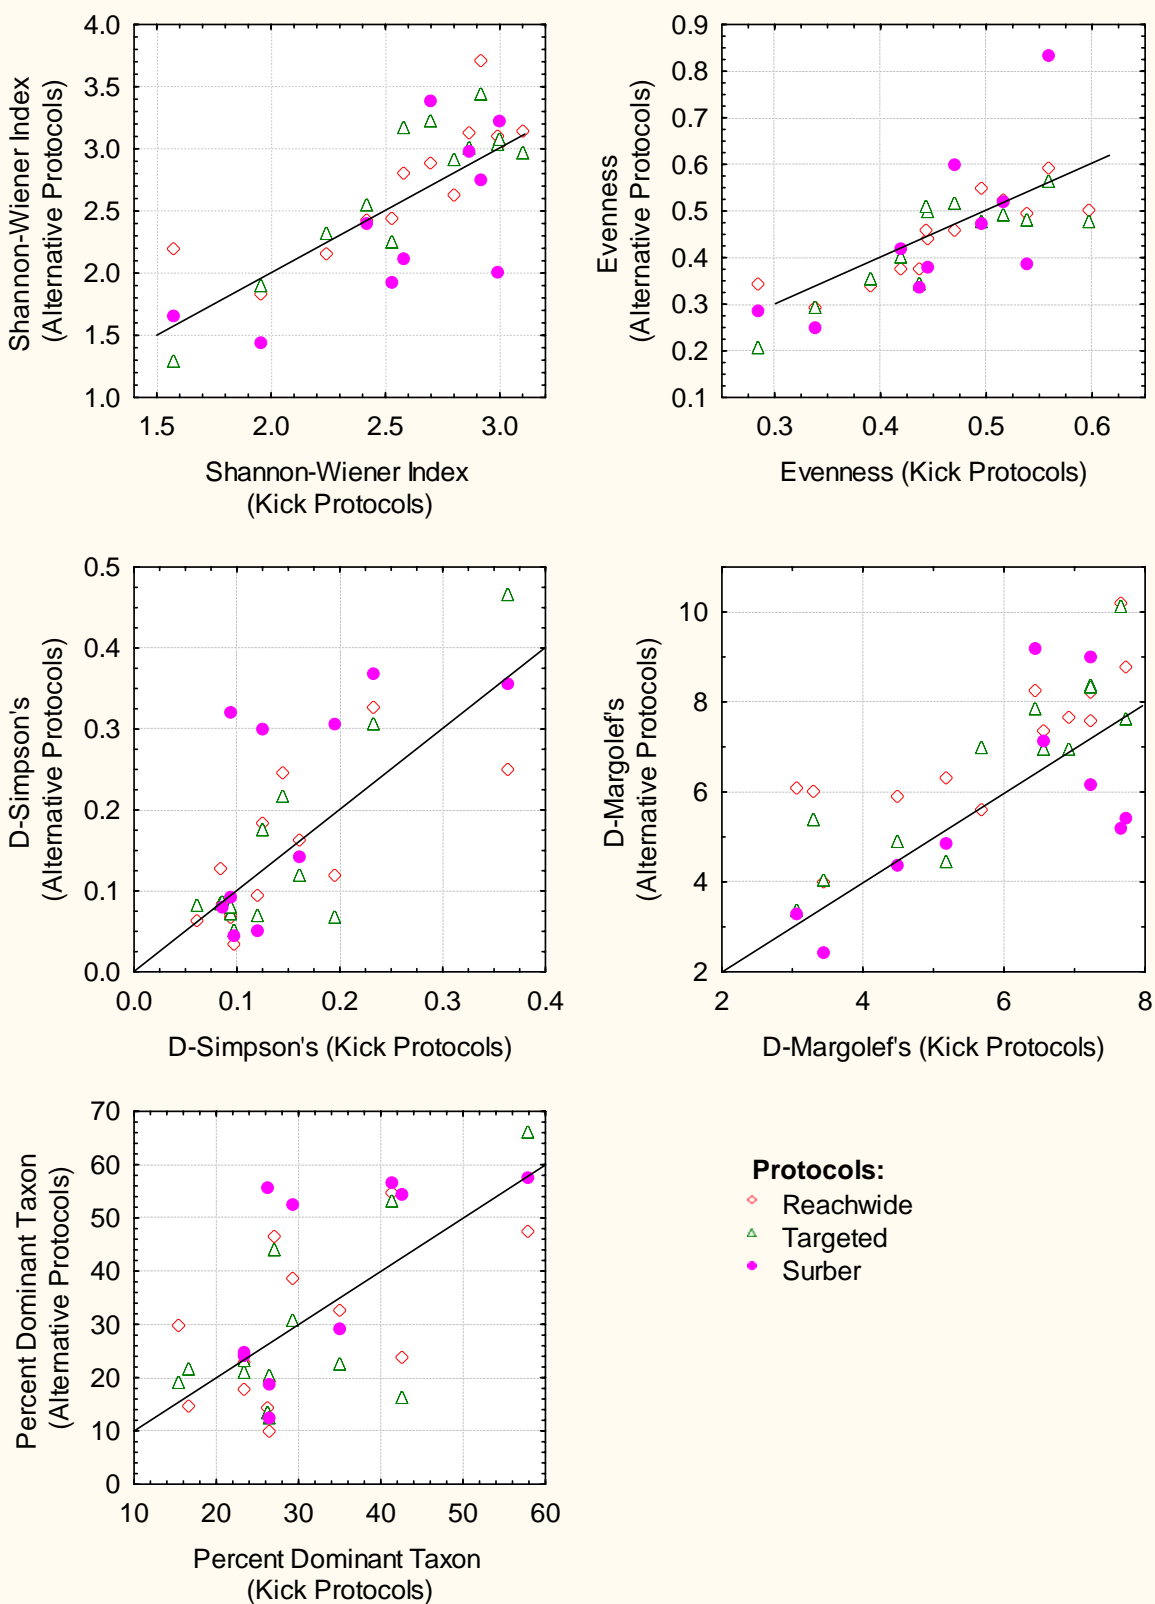 4.0
3.5
3.0
2.5
2.0
1.5
1.0
Shannon-Wiener Index
(Alternative Protocols)
1.5 2.0 2.5 3.0
Shannon-Wiener Index
(Kick Protocols)
0.9
0.8
0.7
0.6
0.5
0.4
0.3
0.2
0.1
Evenness
(Alternative Protocols)
0.3 0.4 0.5 0.6
Evenness (Kick Protocols)
0.5
0.4
0.3
0.2
0.1
0.0
D-Simpson's
(Alternative Protocols)
0.0 0.1 0.2 0.3 0.4
D-Simpson's (Kick Protocols)
10
8
6
4
2
D-Margolef's
(Alternative Protocols)
2 4 6 8
D-Margolef's (Kick Protocols)
70
60
50
40
30
20
10
0
Percent Dominant Taxon
(Alternative Protocols)
10 20 30 40 50 60
Percent Dominant Taxon
(Kick Protocols)
Protocols:
Reachwide
Targeted
Surber